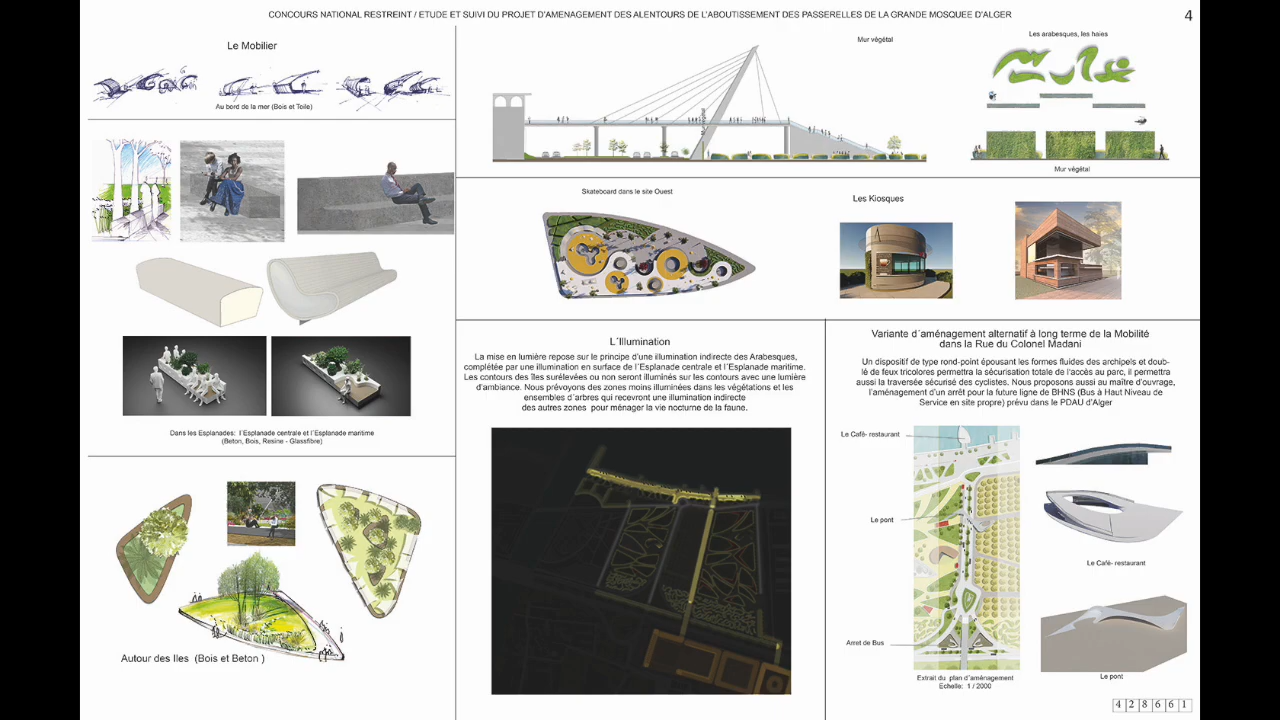 CONCOURS NATIONAL RESTREINT / ETUDE ET SUIVI DU PROJET D'AMENAGEMENT DES ALENTOURS DE L'ABOUTISSEMENT DES PASSERELLES DE LA GRANDE MOSQUEE D'ALGER
4
Le Mobilier
Au bord de la mer (Bois et Toile)
Dans les Esplanades: l'Esplanade centrale et l'Esplanade maritime
(Beton, Bois, Resine - Glassfibre)
Autour des Iles (Bois et Beton )
Mur végétal
Les arabesques, les haies
Mur végétal
Skateboard dans le site Ouest
Les Kiosques
L'Illumination
La mise en lumière repose sur le principe d'une illumination indirecte des Arabesques,
complétée par une illumination en surface de l'Esplanade centrale et l'Esplanade maritime.
Les contours des îles surélévées ou non seront illuminés sur les contours avec une lumière
d'ambiance. Nous prévoyons des zones moins illuminées dans les végétations et les
ensembles d'arbres qui recevront une illumination indirecte
des autres zones pour ménager la vie nocturne de la faune.
Variante d'aménagement alternatif à long terme de la Mobilité
dans la Rue du Colonel Madani
Un dispositif de type rond-point épousant les formes fluides des archipels et doub-
lé de feux tricolores permettra la sécurisation totale de l'accès au parc, il permettra
aussi la traversée sécurisé des cyclistes. Nous proposons aussi au maître d'ouvrage,
l'aménagement d'un arrêt pour la future ligne de BHNS (Bus à Haut Niveau de
Service en site propre) prévu dans le PDAU d'Alger
Le Café- restaurant
Le pont
Arret de Bus
Extrait du plan d'aménagement
Echelle: 1 / 2000
Le Café- restaurant
Le pont
4 2 8 6 6 1